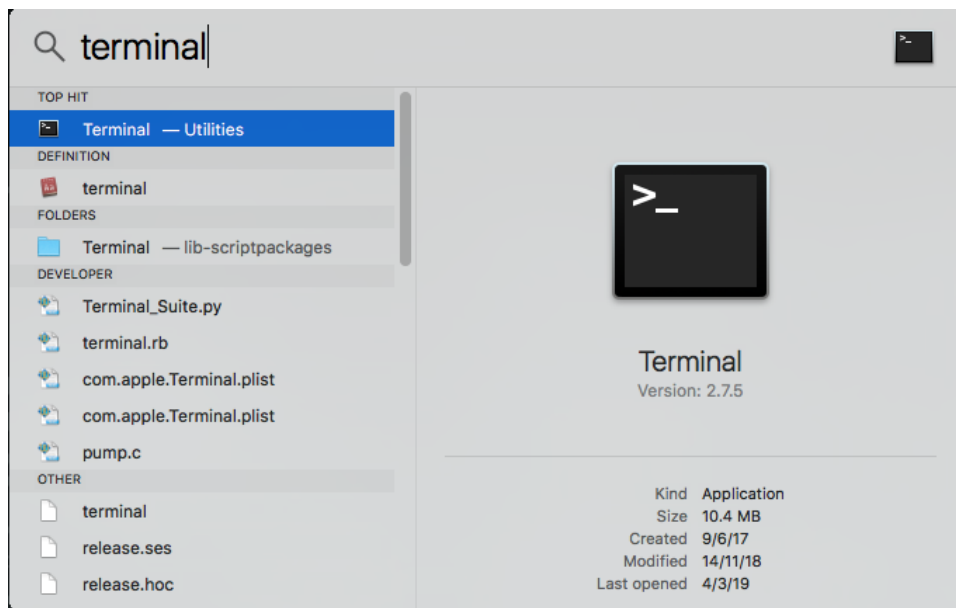 terminal
TOP HIT
Terminal — Utilities
DEFINITION
terminal
FOLDERS
Terminal — lib-scriptpackages
DEVELOPER
Terminal_Suite.py
terminal.rb
com.apple.Terminal.plist
com.apple.Terminal.plist
pump.c
OTHER
terminal
release.ses
release.hoc
>_
Terminal
Version: 2.7.5
Kind Application
Size 10.4 MB
Created 9/6/17
Modified 14/11/18
Last opened 4/3/19